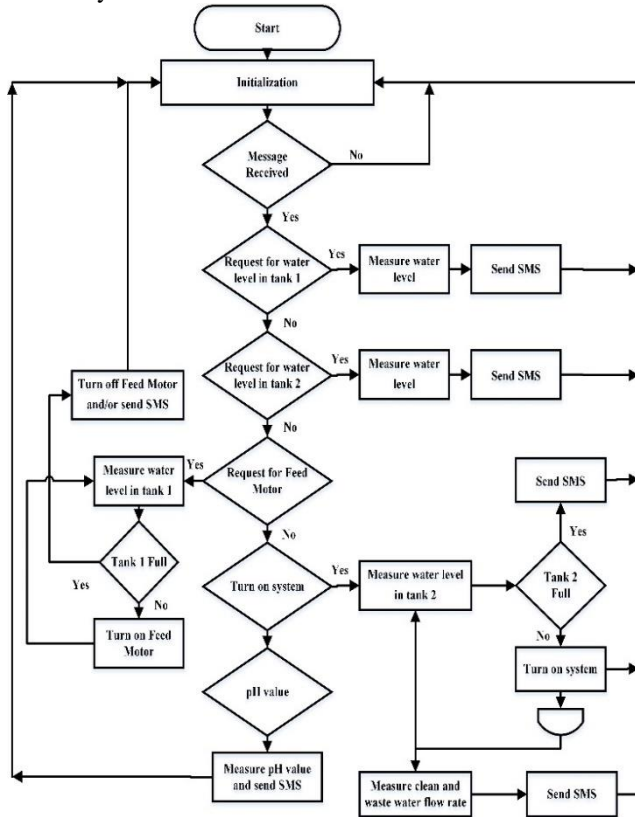 Start
Initialization
Message
Received
No
Yes
Request for water
level in tank 1
Yes
Measure water
level
Send SMS
No
Request for water
level in tank 2
Yes
Measure water
level
Send SMS
Turn off Feed Motor
and/or send SMS
No
Request for Feed
Motor
Yes
Measure water
level in tank 1
Send SMS
No
Yes
Tank 1 Full
Yes
Turn on system
Yes
Measure water level
in tank 2
Tank 2
Full
No
No
Turn on Feed
Motor
Turn on system
pH value
Measure pH value
and send SMS
Measure clean and
waste water flow rate
Send SMS